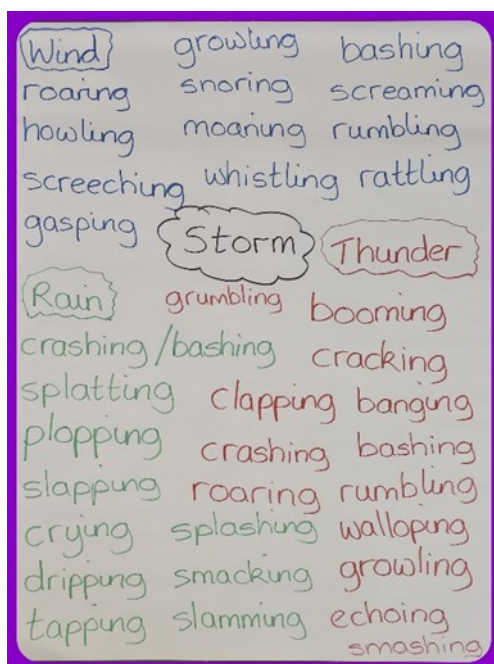 Wind growling bashing
roaring snoring screaming
howling moaning rumbling
screeching whistling rattling
gasping Storm Thunder
Rain grumbling booming
crashing/bashing cracking
splatting clapping banging
plopping crashing bashing
slapping roaring rumbling
crying splashing walloping
dripping smacking growling
tapping slamming echoing
smashing